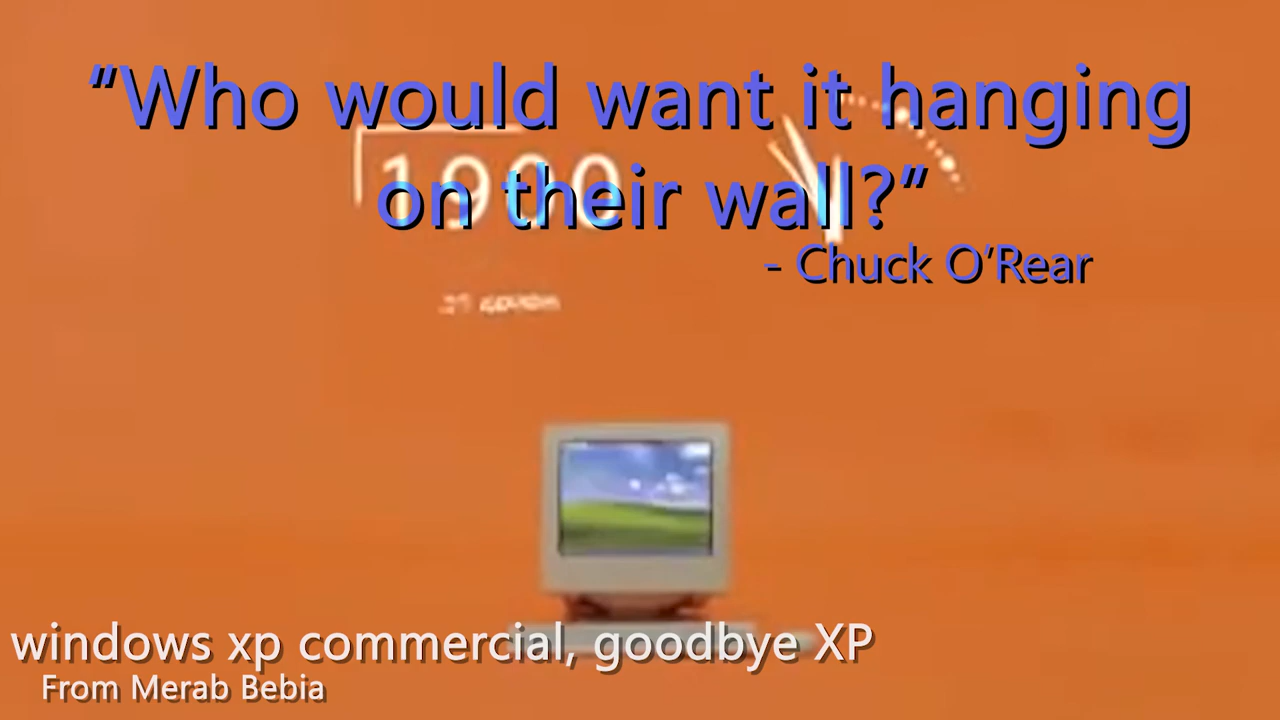 “Who would want it hanging
on their wall?”
- Chuck O’Rear
windows xp commercial, goodbye XP
From Merab Bebia